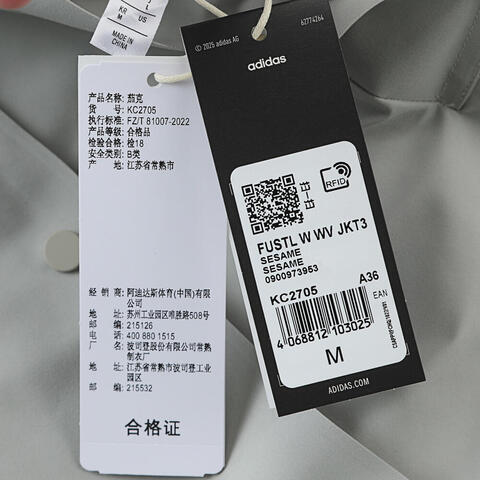 L
KR US
M
MADE IN
CHINA
产品名称: 茄克
货 号: KC2705
执行标准: FZ/T 81007-2022
产品等级: 合格品
检验合格: 检18
安全类别: B类
产 地: 江苏省常熟市
经 销 商: 阿迪达斯体育(中国)有限
公司
地 址: 苏州工业园区唯胜路508号
邮 编: 215126
电 话: 400 880 1515
厂 名: 波司登股份有限公司常熟
制衣厂
地 址: 江苏省常熟市波司登工业
园区
邮 编: 215532
合格证
© 2025 adidas AG
62774264
adidas
RFID
FUSTL W WV JKT3
SESAME
SESAME
0900973953
KC2705
A36
EAN
4 068812 103025
M
ADIDAS.COM